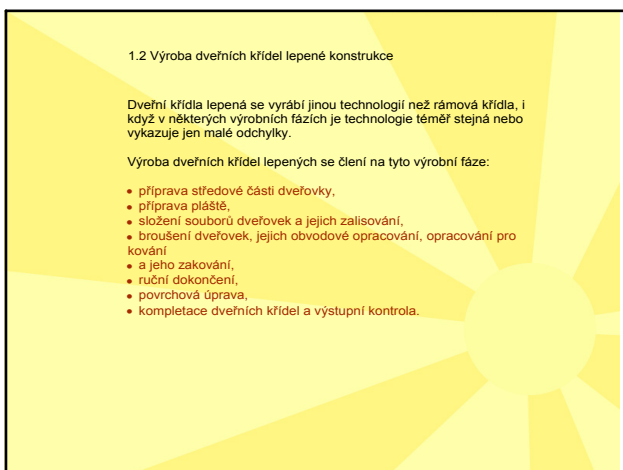 1.2 Výroba dveřních křídel lepené konstrukce
Dveřní křídla lepená se vyrábí jinou technologií než rámová křídla, i
když v některých výrobních fázích je technologie téměř stejná nebo
vykazuje jen malé odchylky.
Výroba dveřních křídel lepených se člení na tyto výrobní fáze:
• příprava středové části dveřovky,
• příprava pláště,
• složení souborů dveřovek a jejich zalisování,
• broušení dveřovek, jejich obvodové opracování, opracování pro
kování
• a jeho zakování,
• ruční dokončení,
• povrchová úprava,
• kompletace dveřních křídel a výstupní kontrola.